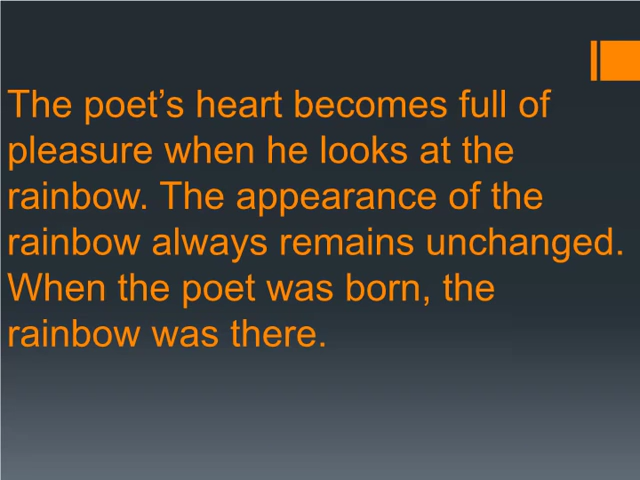 The poet’s heart becomes full of
pleasure when he looks at the
rainbow. The appearance of the
rainbow always remains unchanged.
When the poet was born, the
rainbow was there.